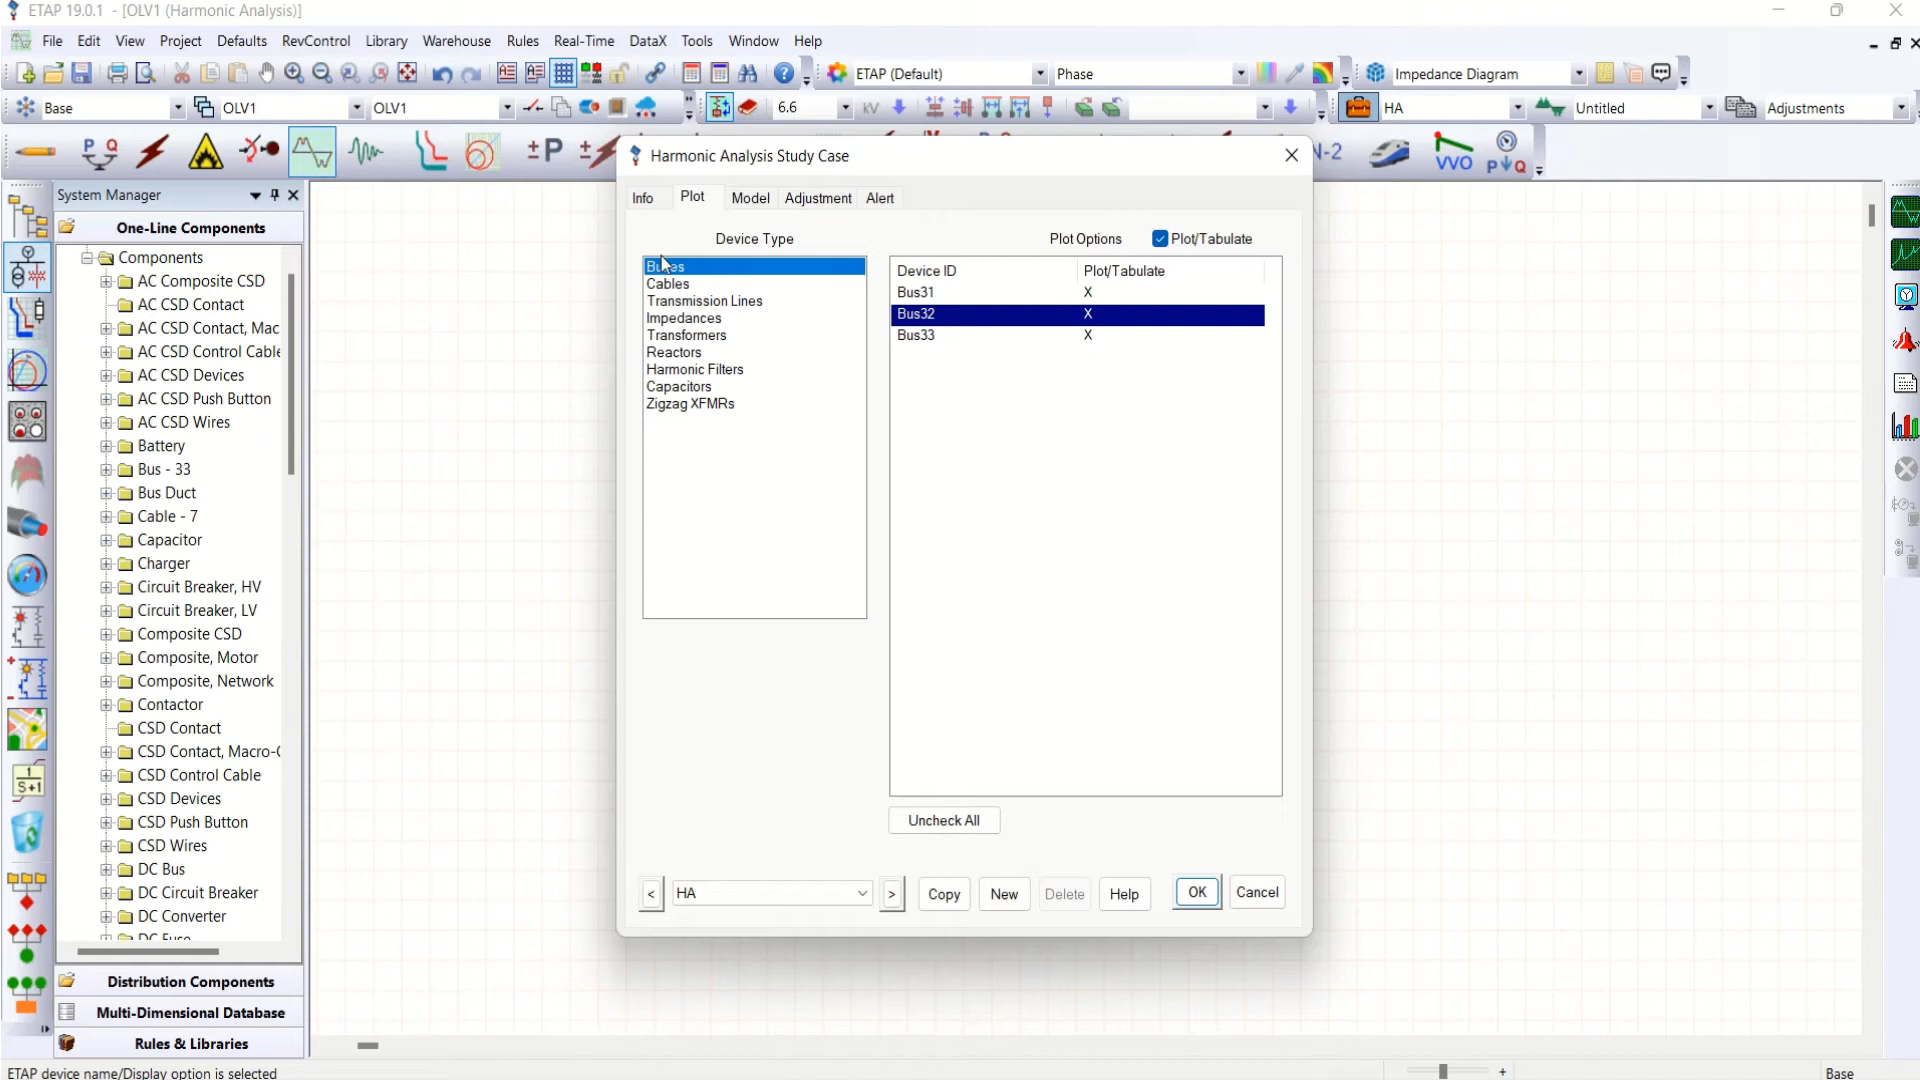 ETAP 19.0.1 - [OLV1 (Harmonic Analysis)]
File Edit View Project Defaults RevControl Library Warehouse Rules Real-Time DataX Tools Window Help
ETAP (Default) Phase Impedance Diagram
Base OLV1 OLV1 6.6 kV HA Untitled Adjustments
P Q ±P ± N-2 VVO P Q
System Manager
One-Line Components
Components
AC Composite CSD
AC CSD Contact
AC CSD Contact, Mac
AC CSD Control Cable
AC CSD Devices
AC CSD Push Button
AC CSD Wires
Battery
Bus - 33
Bus Duct
Cable - 7
Capacitor
Charger
Circuit Breaker, HV
Circuit Breaker, LV
Composite CSD
Composite, Motor
Composite, Network
Contactor
CSD Contact
CSD Contact, Macro-
CSD Control Cable
CSD Devices
CSD Push Button
CSD Wires
DC Bus
DC Circuit Breaker
DC Converter
DC Fuse
Distribution Components
Multi-Dimensional Database
Rules & Libraries
1
S+1
Harmonic Analysis Study Case
Info Plot Model Adjustment Alert
Device Type
Buses
Cables
Transmission Lines
Impedances
Transformers
Reactors
Harmonic Filters
Capacitors
Zigzag XFMRs
Plot Options Plot/Tabulate
Device ID Plot/Tabulate
Bus31 X
Bus32 X
Bus33 X
Uncheck All
< HA > Copy New Delete Help OK Cancel
ETAP device name/Display option is selected
+ Base